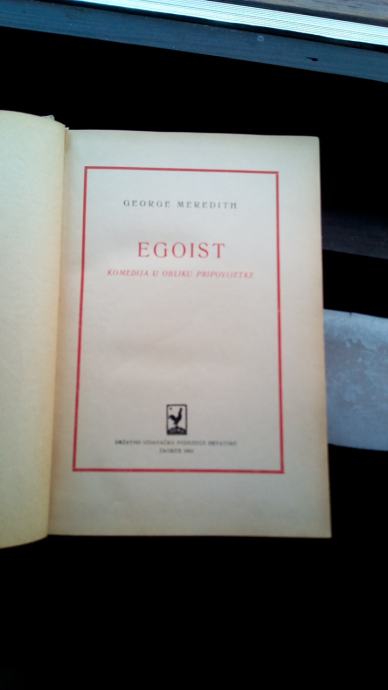 GEORGE MEREDITH
EGOIST
KOMEDIJA U OBLIKU PRIPOVIJETKE
DRŽAVNO IZDAVAČKO PODUZEĆE HRVATSKE
ZAGREB